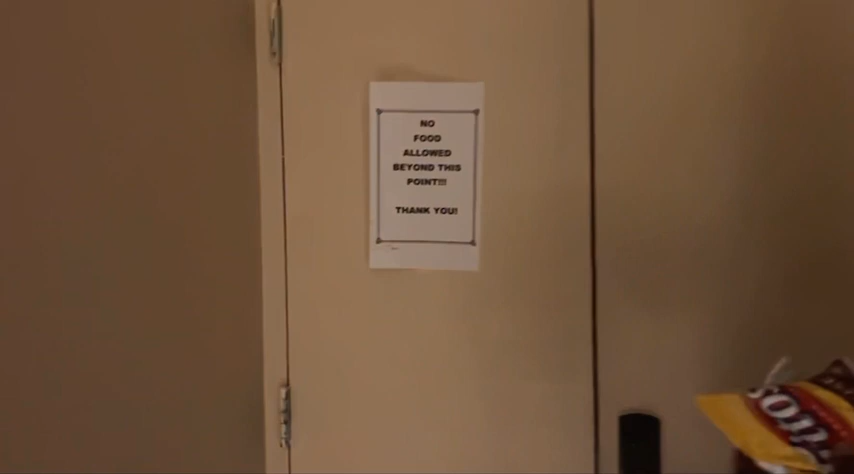 NO
FOOD
ALLOWED
BEYOND THIS
POINT!!!
THANK YOU!